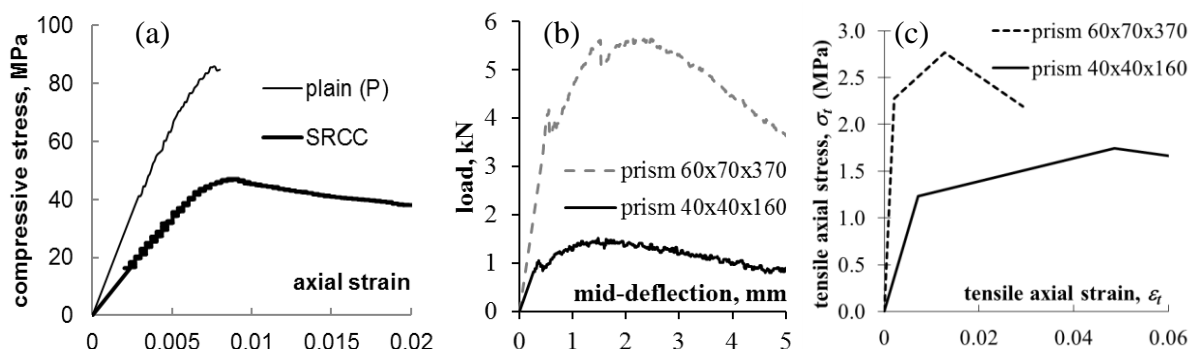 (a)
compressive stress, MPa
100
80
60
40
20
0
plain (P)
SRCC
axial strain
0 0.005 0.01 0.015 0.02
(b)
load, kN
6
5
4
3
2
1
0
prism 60x70x370
prism 40x40x160
mid-deflection, mm
0 1 2 3 4 5
(c)
tensile axial stress, σt (MPa)
3.0
2.5
2.0
1.5
1.0
0.5
0.0
prism 60x70x370
prism 40x40x160
tensile axial strain, εt
0 0.02 0.04 0.06